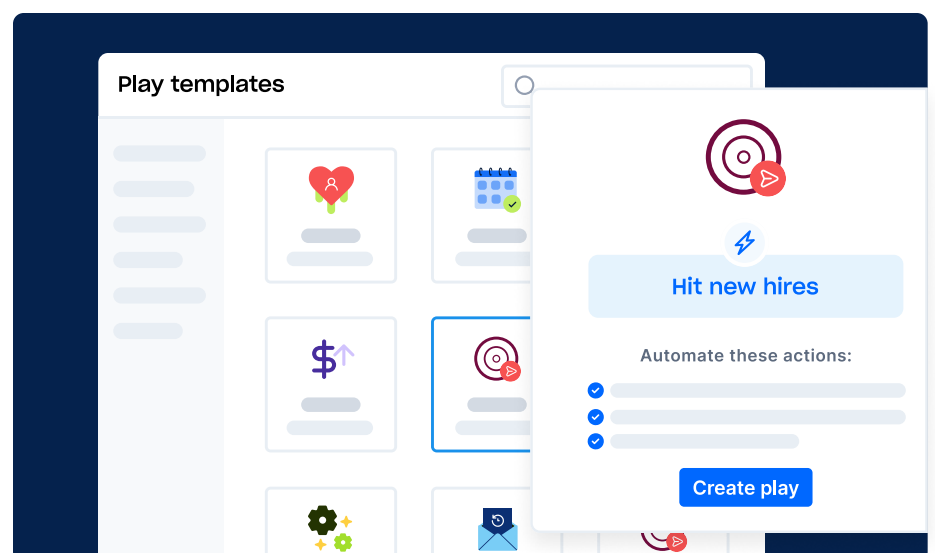 Play templates
Hit new hires
Automate these actions:
Create play